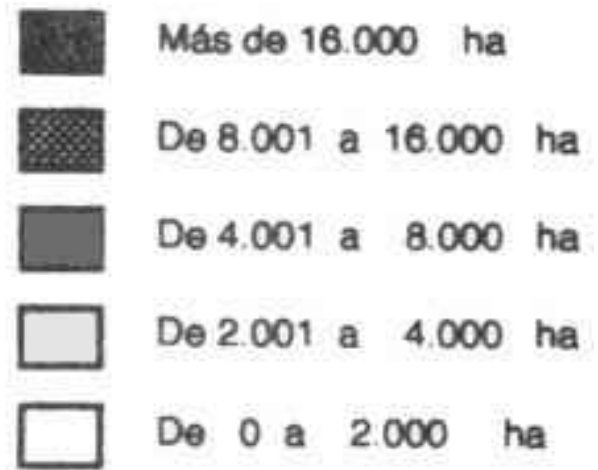 Más de 16.000 ha
De 8.001 a 16.000 ha
De 4.001 a 8.000 ha
De 2.001 a 4.000 ha
De 0 a 2.000 ha